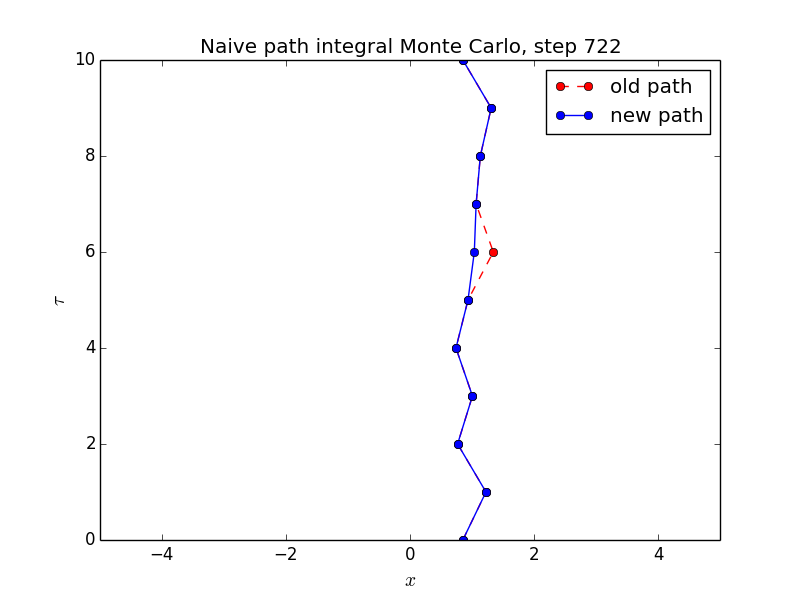 Naive path integral Monte Carlo, step 722
10
old path
new path
8
6
τ
4
2
0
−4 −2 0 2 4
x